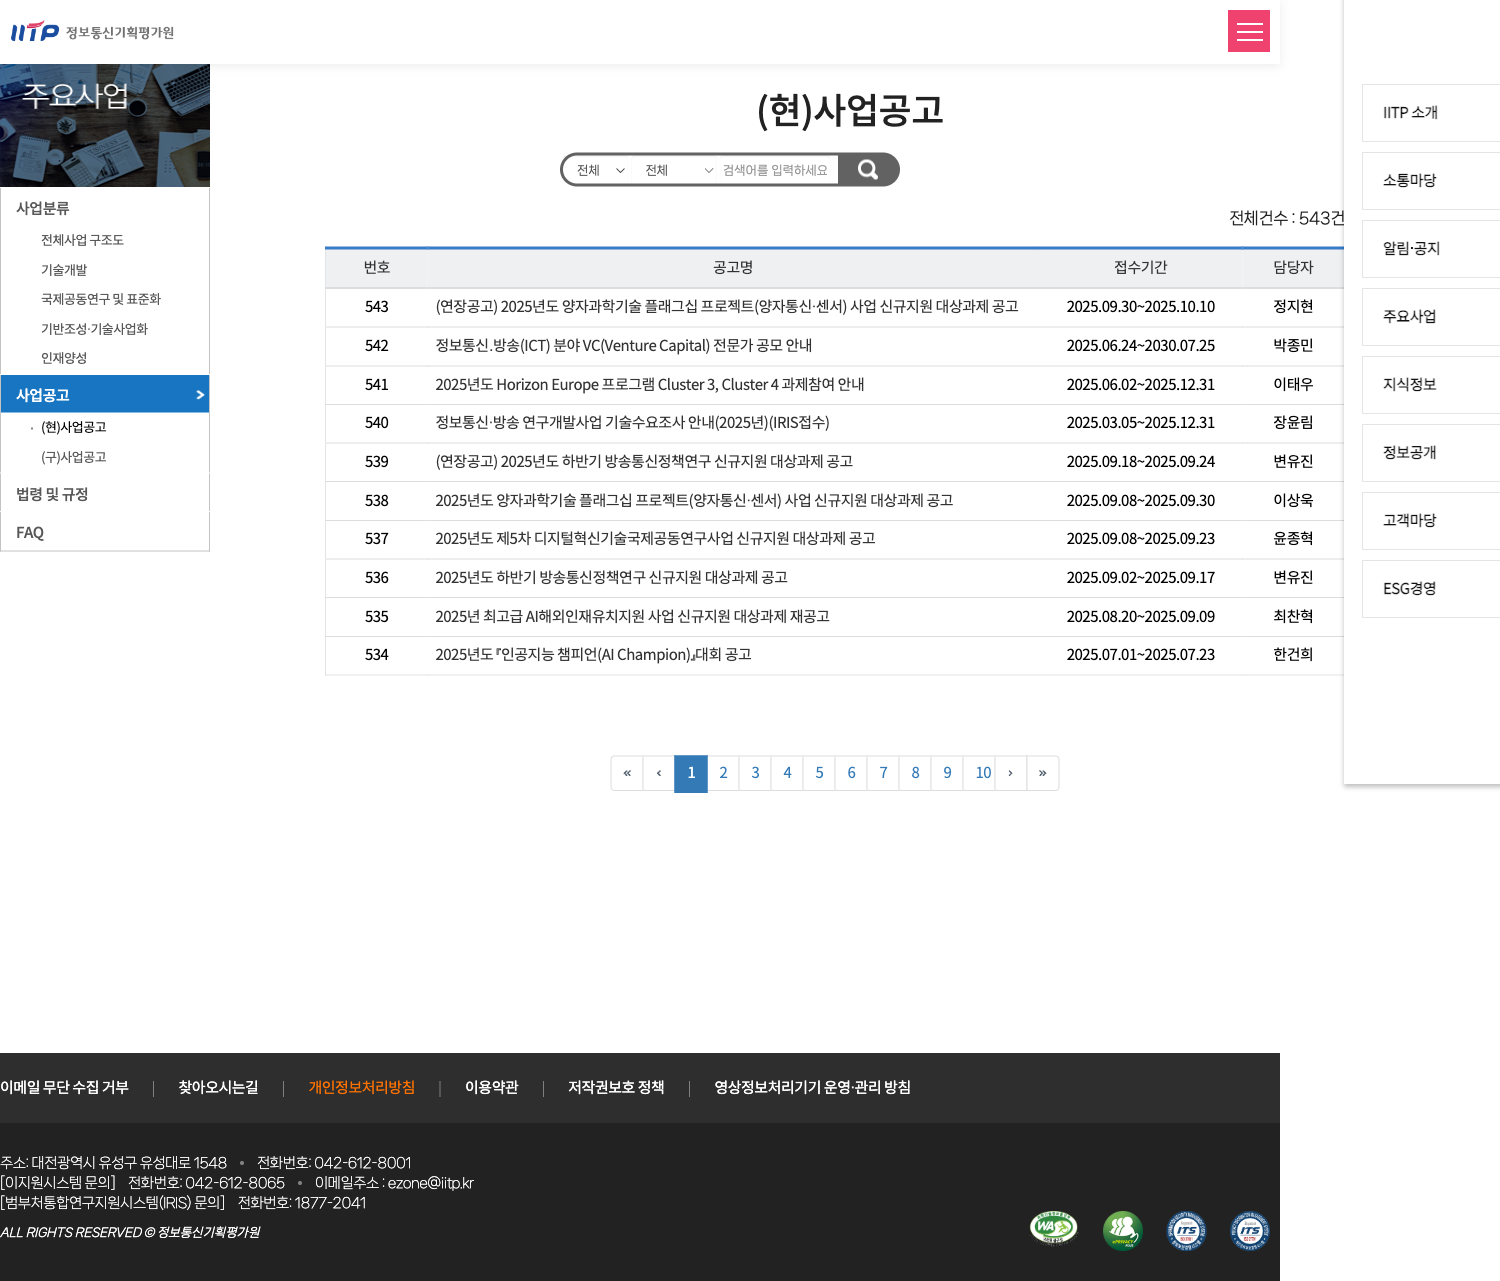 IITP 정보통신기획평가원
주요사업
사업분류
전체사업 구조도
기술개발
국제공동연구 및 표준화
기반조성·기술사업화
인재양성
사업공고
(현)사업공고
(구)사업공고
법령 및 규정
FAQ
(현)사업공고
전체 전체 검색어를 입력하세요
전체건수 : 543건
번호 공고명 접수기간 담당자
543 (연장공고) 2025년도 양자과학기술 플래그십 프로젝트(양자통신·센서) 사업 신규지원 대상과제 공고 2025.09.30~2025.10.10 정지현
542 정보통신.방송(ICT) 분야 VC(Venture Capital) 전문가 공모 안내 2025.06.24~2030.07.25 박종민
541 2025년도 Horizon Europe 프로그램 Cluster 3, Cluster 4 과제참여 안내 2025.06.02~2025.12.31 이태우
540 정보통신·방송 연구개발사업 기술수요조사 안내(2025년)(IRIS접수) 2025.03.05~2025.12.31 장윤림
539 (연장공고) 2025년도 하반기 방송통신정책연구 신규지원 대상과제 공고 2025.09.18~2025.09.24 변유진
538 2025년도 양자과학기술 플래그십 프로젝트(양자통신·센서) 사업 신규지원 대상과제 공고 2025.09.08~2025.09.30 이상욱
537 2025년도 제5차 디지털혁신기술국제공동연구사업 신규지원 대상과제 공고 2025.09.08~2025.09.23 윤종혁
536 2025년도 하반기 방송통신정책연구 신규지원 대상과제 공고 2025.09.02~2025.09.17 변유진
535 2025년 최고급 AI해외인재유치지원 사업 신규지원 대상과제 재공고 2025.08.20~2025.09.09 최찬혁
534 2025년도 『인공지능 챔피언(AI Champion)』대회 공고 2025.07.01~2025.07.23 한건희
« ‹ 1 2 3 4 5 6 7 8 9 10 › »
IITP 소개
소통마당
알림·공지
주요사업
지식정보
정보공개
고객마당
ESG경영
이메일 무단 수집 거부 찾아오시는길 개인정보처리방침 이용약관 저작권보호 정책 영상정보처리기기 운영·관리 방침
주소: 대전광역시 유성구 유성대로 1548 • 전화번호: 042-612-8001
[이지원시스템 문의] 전화번호: 042-612-8065 • 이메일주소 : ezone@iitp.kr
[범부처통합연구지원시스템(IRIS) 문의] 전화번호: 1877-2041
ALL RIGHTS RESERVED © 정보통신기획평가원
WA
ITS
ITS